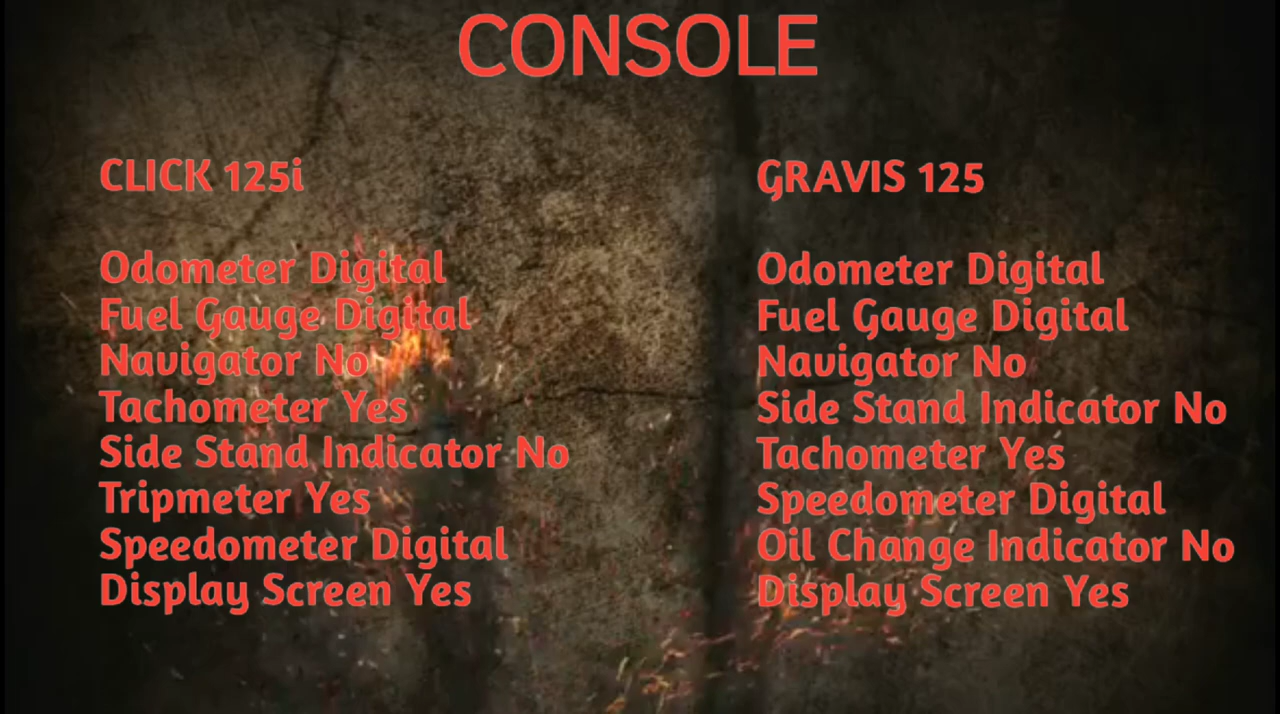 CONSOLE
CLICK 125i
Odometer Digital
Fuel Gauge Digital
Navigator No
Tachometer Yes
Side Stand Indicator No
Tripmeter Yes
Speedometer Digital
Display Screen Yes
GRAVIS 125
Odometer Digital
Fuel Gauge Digital
Navigator No
Side Stand Indicator No
Tachometer Yes
Speedometer Digital
Oil Change Indicator No
Display Screen Yes